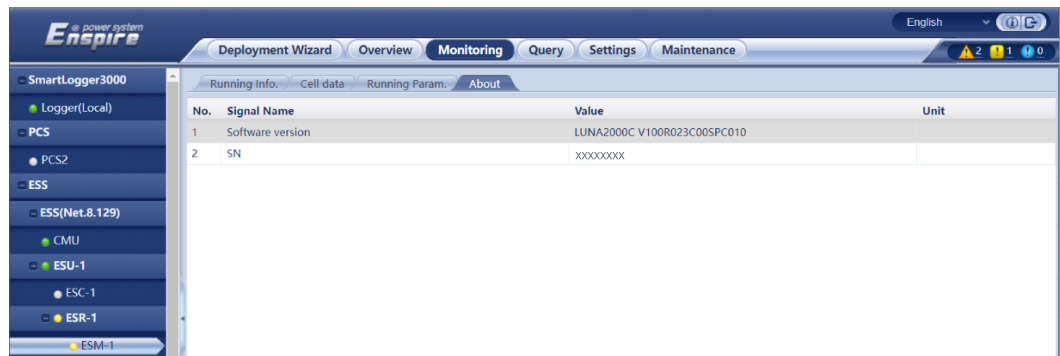 e power system
Enspire
English
Deployment Wizard Overview Monitoring Query Settings Maintenance
2 1 0
SmartLogger3000
Logger(Local)
PCS
PCS2
ESS
ESS(Net.8.129)
CMU
ESU-1
ESC-1
ESR-1
ESM-1
Running Info. Cell data Running Param. About
No. Signal Name Value Unit
1 Software version LUNA2000C V100R023C00SPC010
2 SN XXXXXXXX